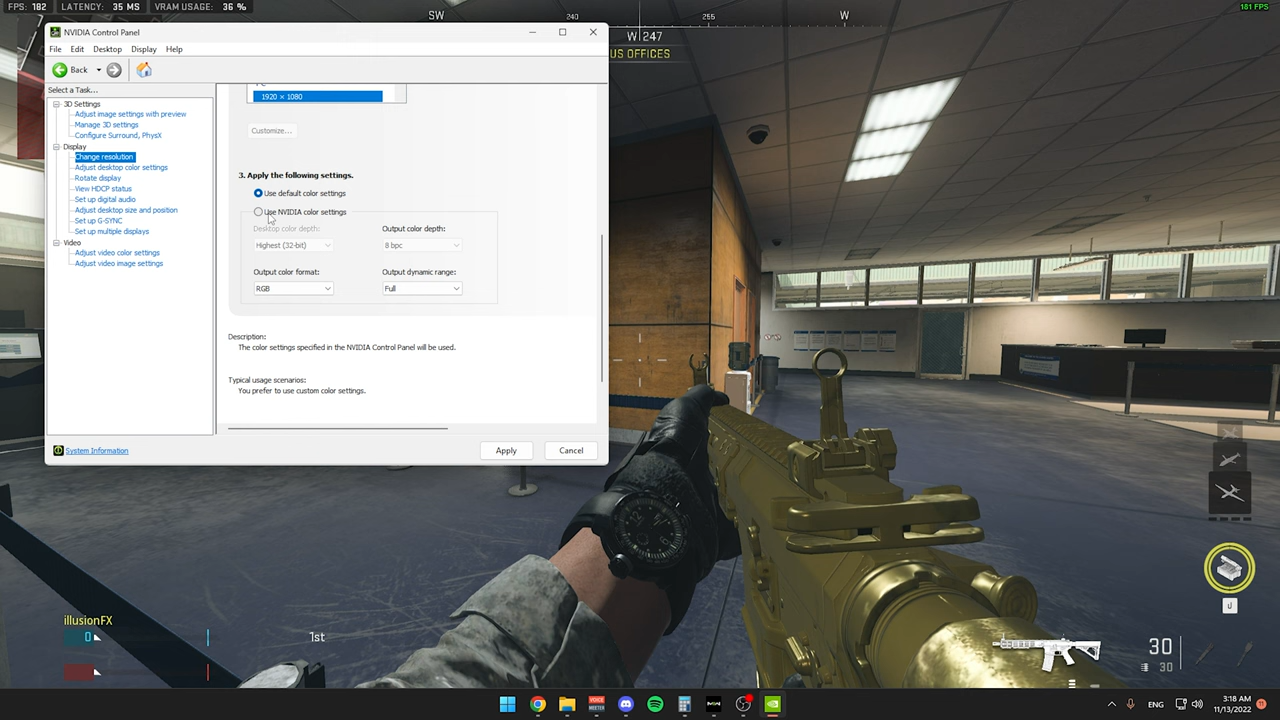 FPS: 182 LATENCY: 35 MS VRAM USAGE: 36 %
SW 240 255 W
181 FPS
W 247
US OFFICES
NVIDIA Control Panel
File Edit Desktop Display Help
Back
Select a Task...
3D Settings
Adjust image settings with preview
Manage 3D settings
Configure Surround, PhysX
Display
Change resolution
Adjust desktop color settings
Rotate display
View HDCP status
Set up digital audio
Adjust desktop size and position
Set up G-SYNC
Set up multiple displays
Video
Adjust video color settings
Adjust video image settings
PC
1920 × 1080
Customize...
3. Apply the following settings.
Use default color settings
Use NVIDIA color settings
Desktop color depth: Output color depth:
Highest (32-bit) 8 bpc
Output color format: Output dynamic range:
RGB Full
Description:
The color settings specified in the NVIDIA Control Panel will be used.
Typical usage scenarios:
You prefer to use custom color settings.
System Information
Apply Cancel
illusionFX
0
1st
U
30
30
VOICE
MEETER
ENG
3:18 AM
11/13/2022